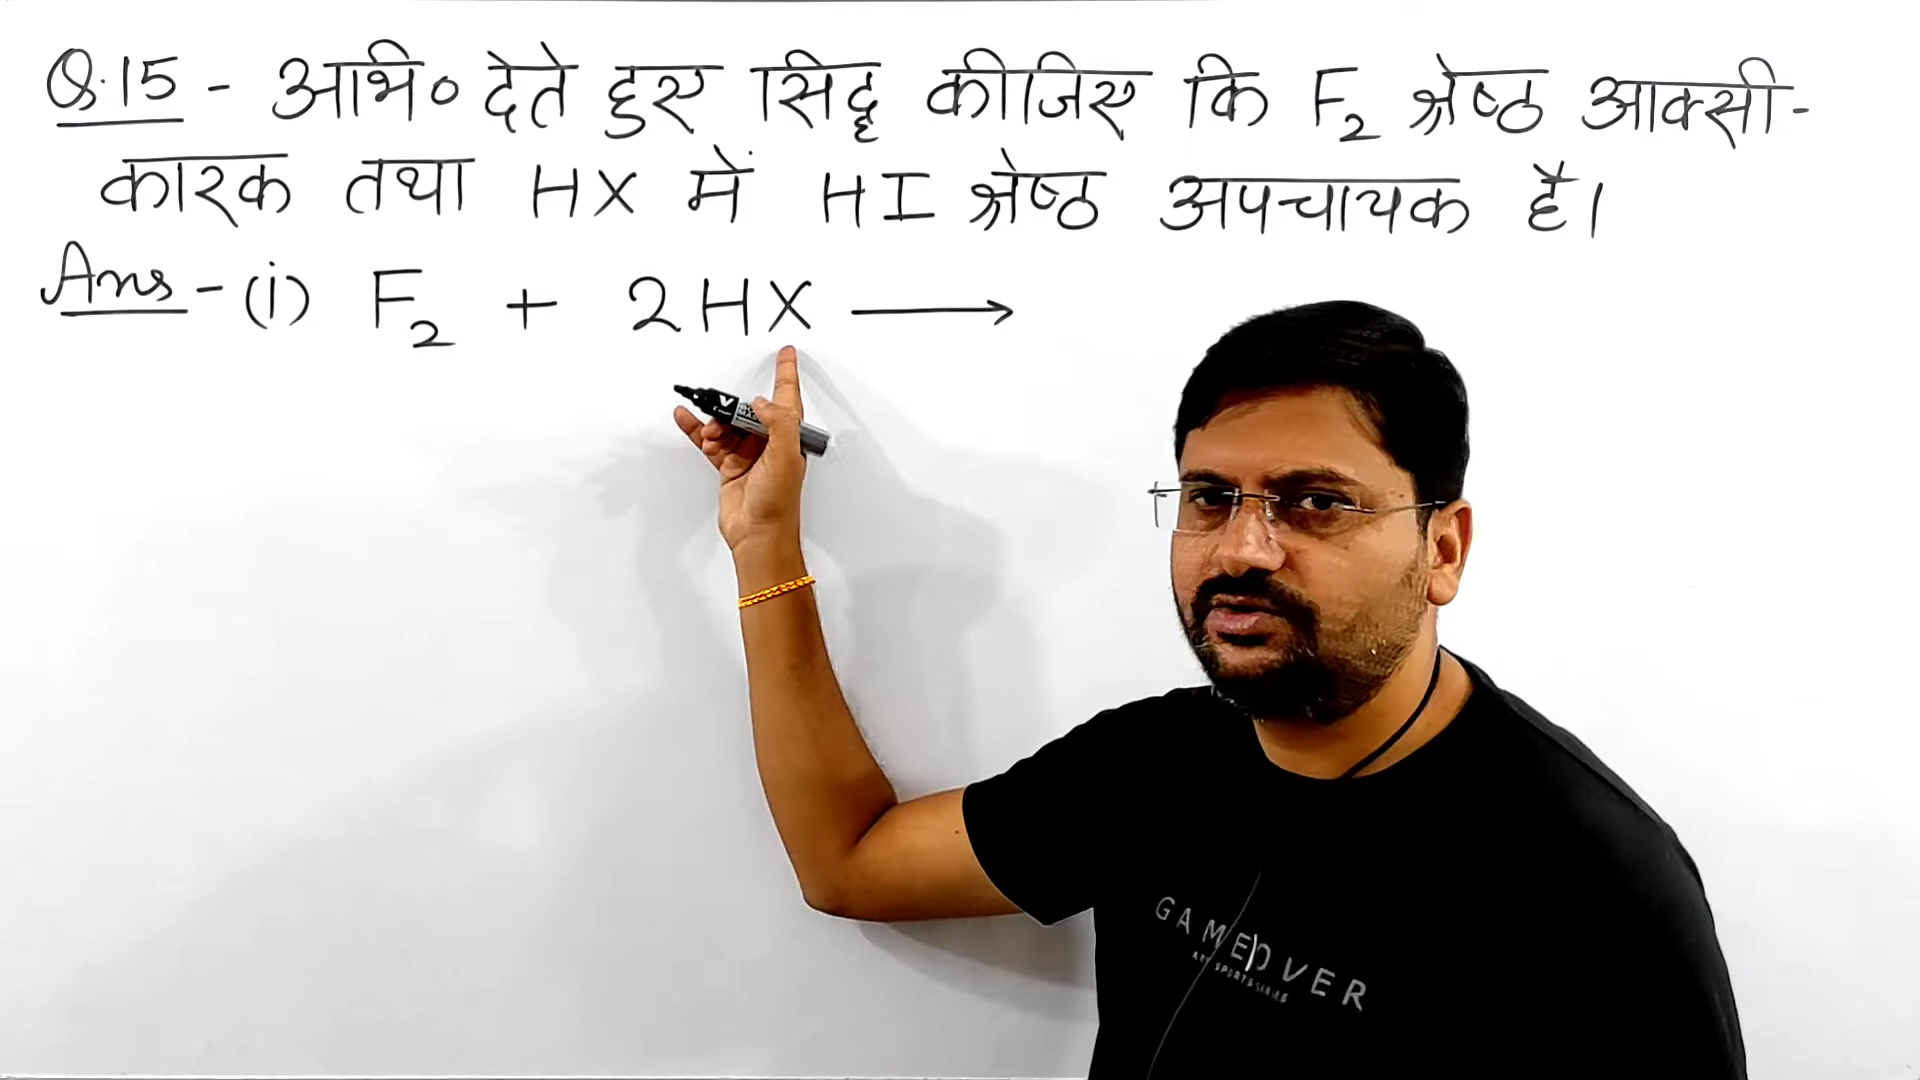 Q.15 - अभि० देते हुए सिद्ध कीजिए कि F₂ श्रेष्ठ आक्सी-
कारक तथा HX में HI श्रेष्ठ अपचायक है।
Ans - (i) F₂ + 2HX ⟶
V
GAMEOVER